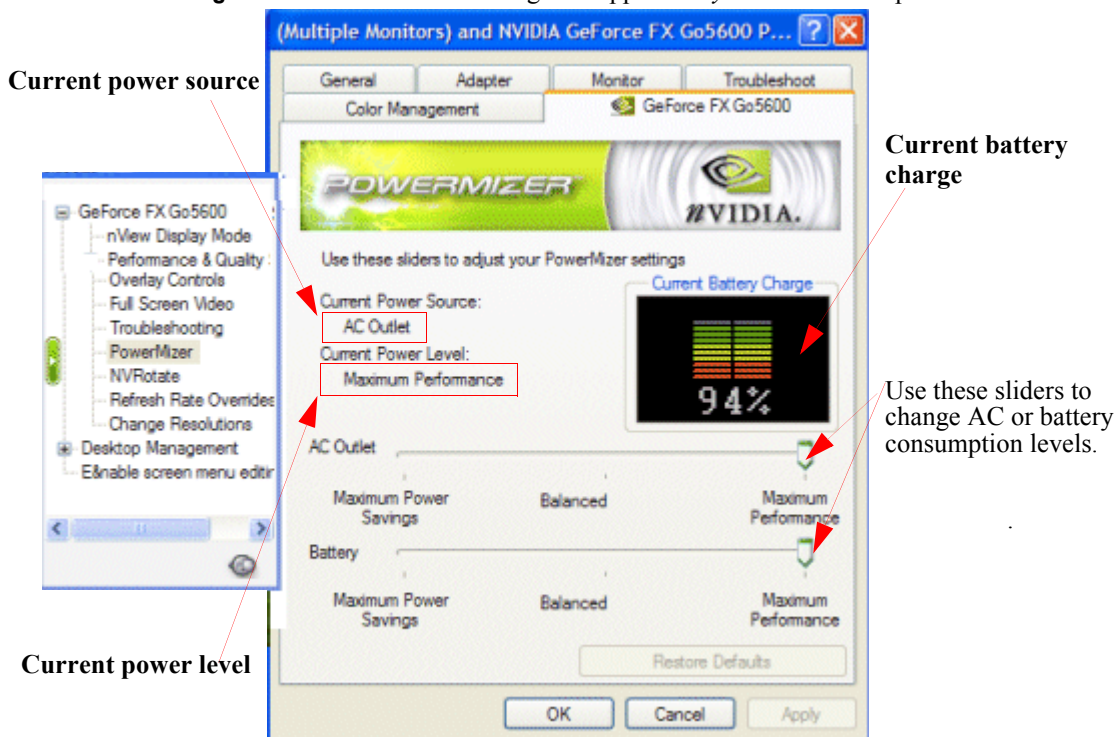 (Multiple Monitors) and NVIDIA GeForce FX Go5600 P...
Current power source
General Adapter Monitor Troubleshoot
Color Management GeForce FX Go5600
Current battery
charge
POWERMIZER
nVIDIA.
GeForce FX Go5600
nView Display Mode
Performance & Quality
Overlay Controls
Full Screen Video
Troubleshooting
PowerMizer
NVRotate
Refresh Rate Overrides
Change Resolutions
Desktop Management
E&nable screen menu editin
Use these sliders to adjust your PowerMizer settings
Current Power Source:
AC Outlet
Current Power Level:
Maximum Performance
Current Battery Charge
94%
Use these sliders to
change AC or battery
consumption levels.
AC Outlet
Maximum Power
Savings
Balanced
Maximum
Performance
Battery
Maximum Power
Savings
Balanced
Maximum
Performance
Current power level
Restore Defaults
OK Cancel Apply